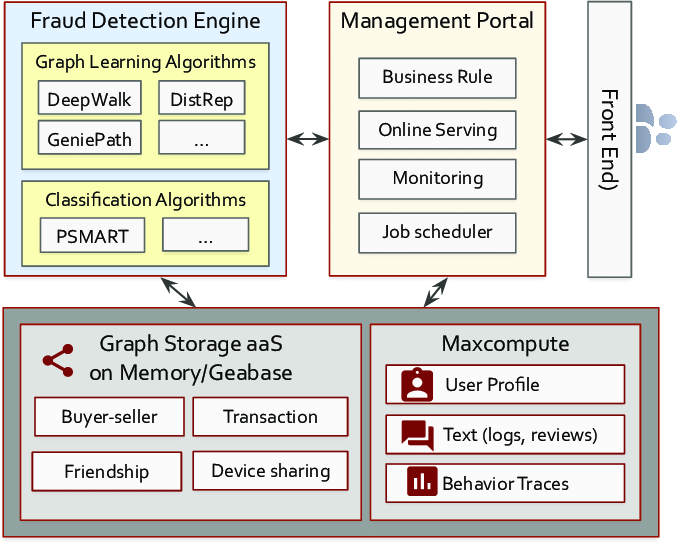 Fraud Detection Engine
Graph Learning Algorithms
DeepWalk
DistRep
GeniePath
...
Classification Algorithms
PSMART
...
Management Portal
Business Rule
Online Serving
Monitoring
Job scheduler
Front End)
Graph Storage aaS
on Memory/Geabase
Buyer-seller
Transaction
Friendship
Device sharing
Maxcompute
User Profile
Text (logs, reviews)
Behavior Traces